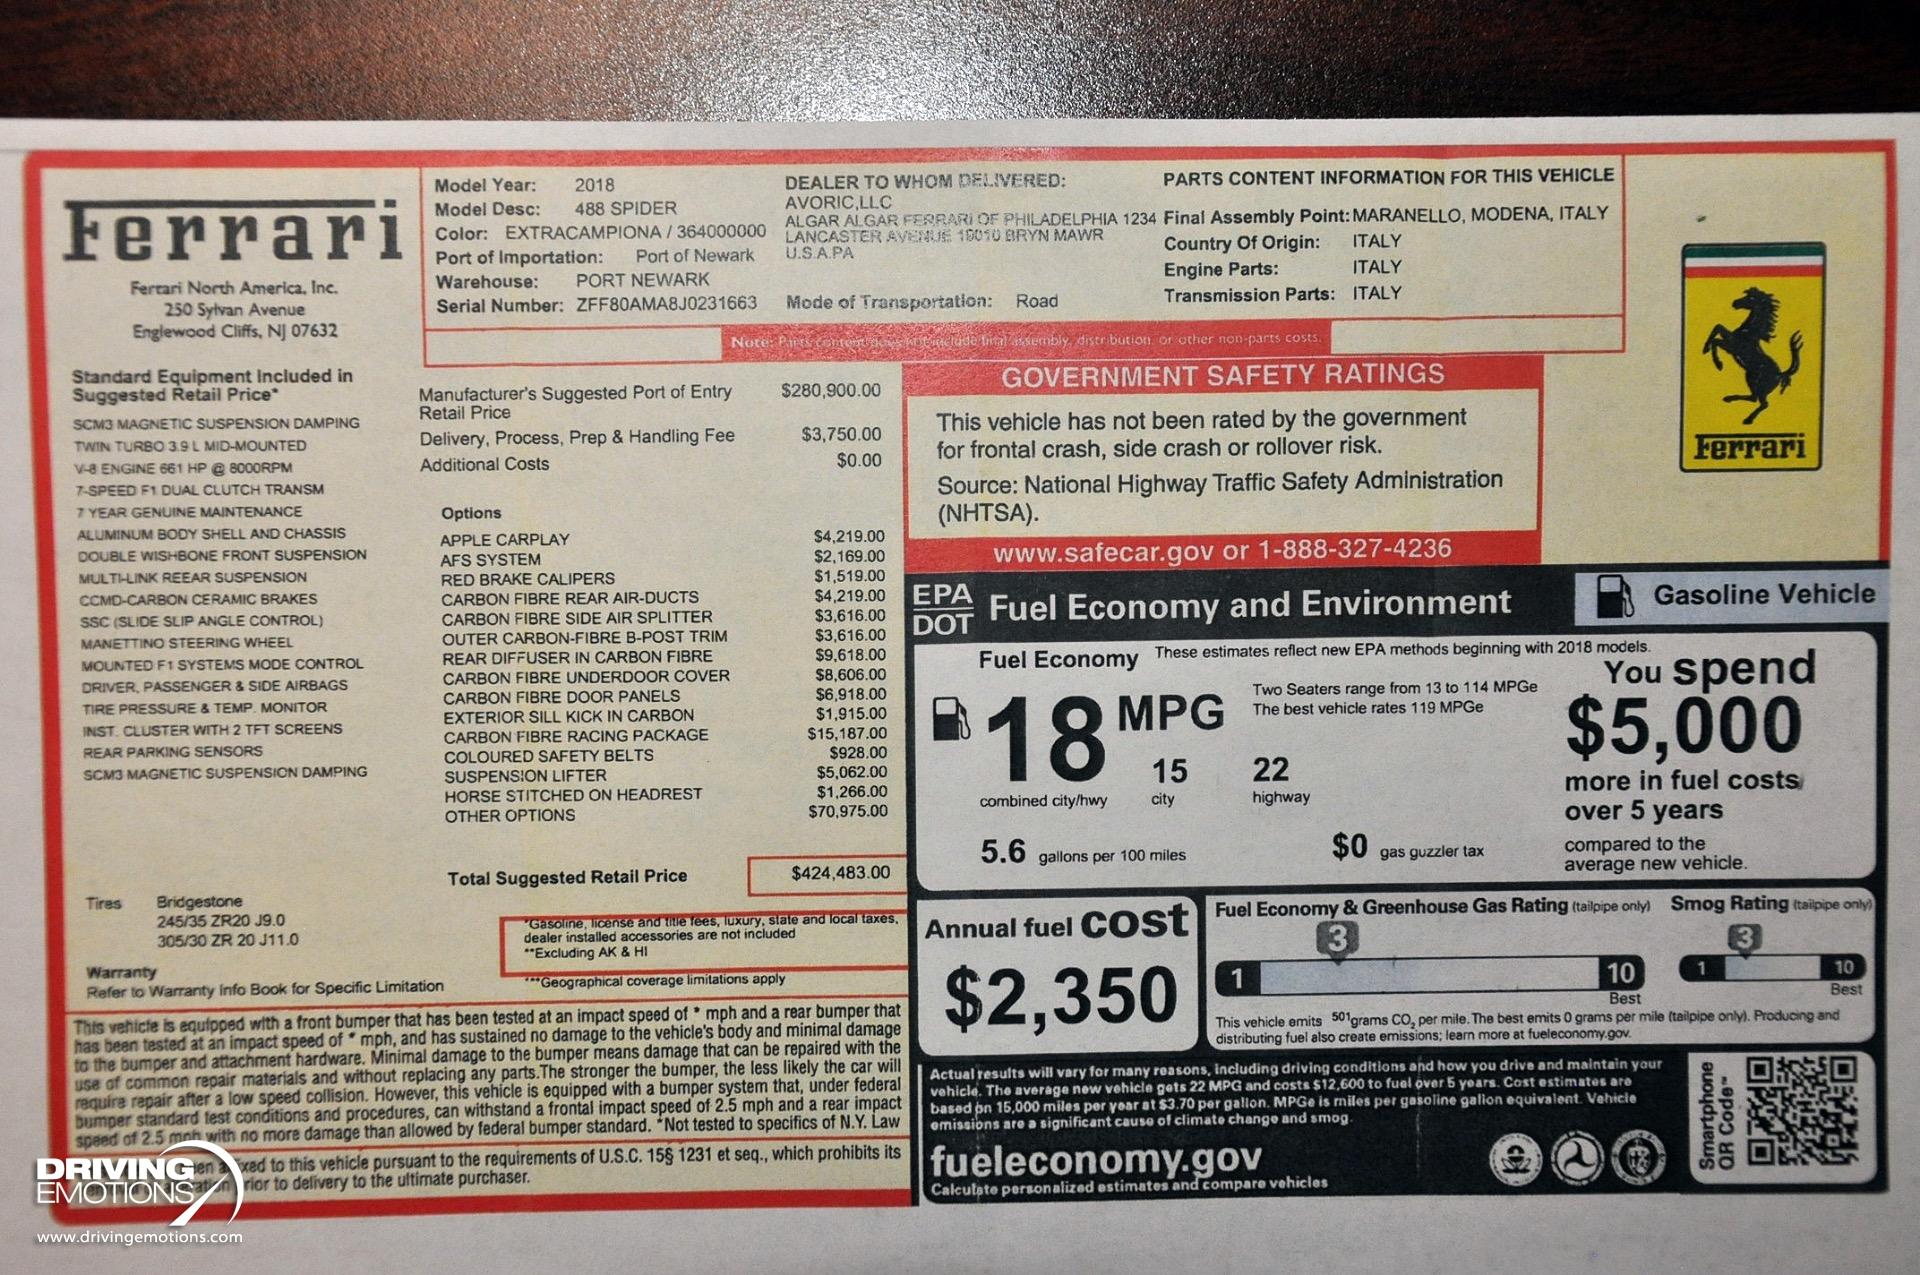 Ferrari
Ferrari North America, Inc.
250 Sylvan Avenue
Englewood Cliffs, NJ 07632
Model Year: 2018
Model Desc: 488 SPIDER
Color: EXTRACAMPIONA / 364000000
Port of Importation: Port of Newark
Warehouse: PORT NEWARK
Serial Number: ZFF80AMA8J0231663
DEALER TO WHOM DELIVERED:
AVORIC,LLC
ALGAR ALGAR FERRARI OF PHILADELPHIA 1234
LANCASTER AVENUE 19010 BRYN MAWR
U.S.A.PA
Mode of Transportation: Road
PARTS CONTENT INFORMATION FOR THIS VEHICLE
Final Assembly Point: MARANELLO, MODENA, ITALY
Country Of Origin: ITALY
Engine Parts: ITALY
Transmission Parts: ITALY
Note: Parts content does not include final assembly, distribution, or other non-parts costs.
Ferrari
Standard Equipment Included in
Suggested Retail Price*
SCM3 MAGNETIC SUSPENSION DAMPING
TWIN TURBO 3.9 L MID-MOUNTED
V-8 ENGINE 661 HP @ 8000RPM
7-SPEED F1 DUAL CLUTCH TRANSM
7 YEAR GENUINE MAINTENANCE
ALUMINUM BODY SHELL AND CHASSIS
DOUBLE WISHBONE FRONT SUSPENSION
MULTI-LINK REEAR SUSPENSION
CCMD-CARBON CERAMIC BRAKES
SSC (SLIDE SLIP ANGLE CONTROL)
MANETTINO STEERING WHEEL
MOUNTED F1 SYSTEMS MODE CONTROL
DRIVER, PASSENGER & SIDE AIRBAGS
TIRE PRESSURE & TEMP. MONITOR
INST. CLUSTER WITH 2 TFT SCREENS
REAR PARKING SENSORS
SCM3 MAGNETIC SUSPENSION DAMPING
Tires Bridgestone
245/35 ZR20 J9.0
305/30 ZR 20 J11.0
Warranty
Refer to Warranty Info Book for Specific Limitation
Manufacturer's Suggested Port of Entry $280,900.00
Retail Price
Delivery, Process, Prep & Handling Fee $3,750.00
Additional Costs $0.00
Options
APPLE CARPLAY $4,219.00
AFS SYSTEM $2,169.00
RED BRAKE CALIPERS $1,519.00
CARBON FIBRE REAR AIR-DUCTS $4,219.00
CARBON FIBRE SIDE AIR SPLITTER $3,616.00
OUTER CARBON-FIBRE B-POST TRIM $3,616.00
REAR DIFFUSER IN CARBON FIBRE $9,618.00
CARBON FIBRE UNDERDOOR COVER $8,606.00
CARBON FIBRE DOOR PANELS $6,918.00
EXTERIOR SILL KICK IN CARBON $1,915.00
CARBON FIBRE RACING PACKAGE $15,187.00
COLOURED SAFETY BELTS $928.00
SUSPENSION LIFTER $5,062.00
HORSE STITCHED ON HEADREST $1,266.00
OTHER OPTIONS $70,975.00
Total Suggested Retail Price $424,483.00
*Gasoline, license and title fees, luxury, state and local taxes,
dealer installed accessories are not included
**Excluding AK & HI
***Geographical coverage limitations apply
This vehicle is equipped with a front bumper that has been tested at an impact speed of * mph and a rear bumper that
has been tested at an impact speed of * mph, and has sustained no damage to the vehicle's body and minimal damage
to the bumper and attachment hardware. Minimal damage to the bumper means damage that can be repaired with the
use of common repair materials and without replacing any parts.The stronger the bumper, the less likely the car will
require repair after a low speed collision. However, this vehicle is equipped with a bumper system that, under federal
bumper standard test conditions and procedures, can withstand a frontal impact speed of 2.5 mph and a rear impact
speed of 2.5 mph with no more damage than allowed by federal bumper standard. *Not tested to specifics of N.Y. Law
to this vehicle pursuant to the requirements of U.S.C. 15§ 1231 et seq., which prohibits its
prior to delivery to the ultimate purchaser.
GOVERNMENT SAFETY RATINGS
This vehicle has not been rated by the government
for frontal crash, side crash or rollover risk.
Source: National Highway Traffic Safety Administration
(NHTSA).
www.safecar.gov or 1-888-327-4236
EPA
DOT
Fuel Economy and Environment
Gasoline Vehicle
Fuel Economy
These estimates reflect new EPA methods beginning with 2018 models.
18 MPG
combined city/hwy
15
city
22
highway
Two Seaters range from 13 to 114 MPGe
The best vehicle rates 119 MPGe
5.6 gallons per 100 miles
$0 gas guzzler tax
You spend
$5,000
more in fuel costs
over 5 years
compared to the
average new vehicle.
Annual fuel COST
$2,350
Fuel Economy & Greenhouse Gas Rating (tailpipe only)
3
1 10
Best
Smog Rating (tailpipe only)
3
1 10
Best
This vehicle emits 501grams CO2 per mile. The best emits 0 grams per mile (tailpipe only). Producing and
distributing fuel also create emissions; learn more at fueleconomy.gov.
Actual results will vary for many reasons, including driving conditions and how you drive and maintain your
vehicle. The average new vehicle gets 22 MPG and costs $12,600 to fuel over 5 years. Cost estimates are
based on 15,000 miles per year at $3.70 per gallon. MPGe is miles per gasoline gallon equivalent. Vehicle
emissions are a significant cause of climate change and smog.
fueleconomy.gov
Calculate personalized estimates and compare vehicles
Smartphone
QR Code™
DRIVING
EMOTIONS
www.drivingemotions.com